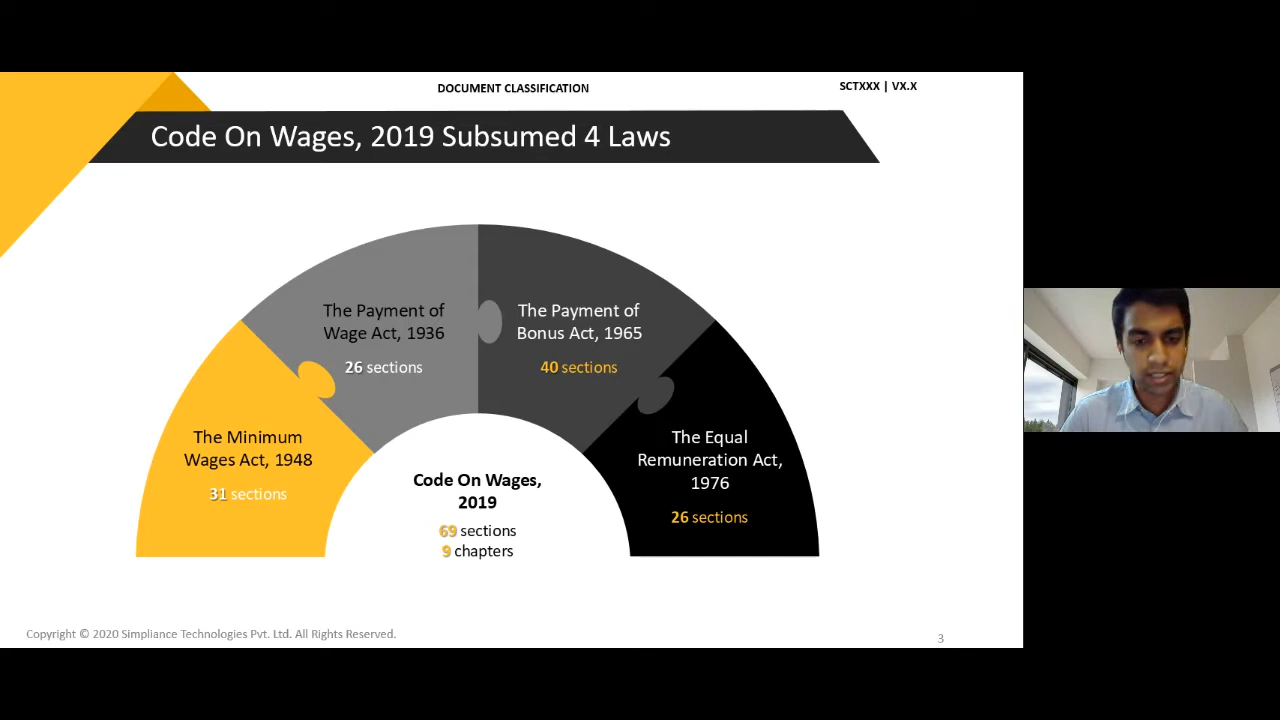 DOCUMENT CLASSIFICATION
SCTXXX | VX.X
Code On Wages, 2019 Subsumed 4 Laws
The Payment of
Wage Act, 1936
26 sections
The Payment of
Bonus Act, 1965
40 sections
The Minimum
Wages Act, 1948
31 sections
The Equal
Remuneration Act,
1976
26 sections
Code On Wages,
2019
69 sections
9 chapters
Copyright © 2020 Simpliance Technologies Pvt. Ltd. All Rights Reserved.
3